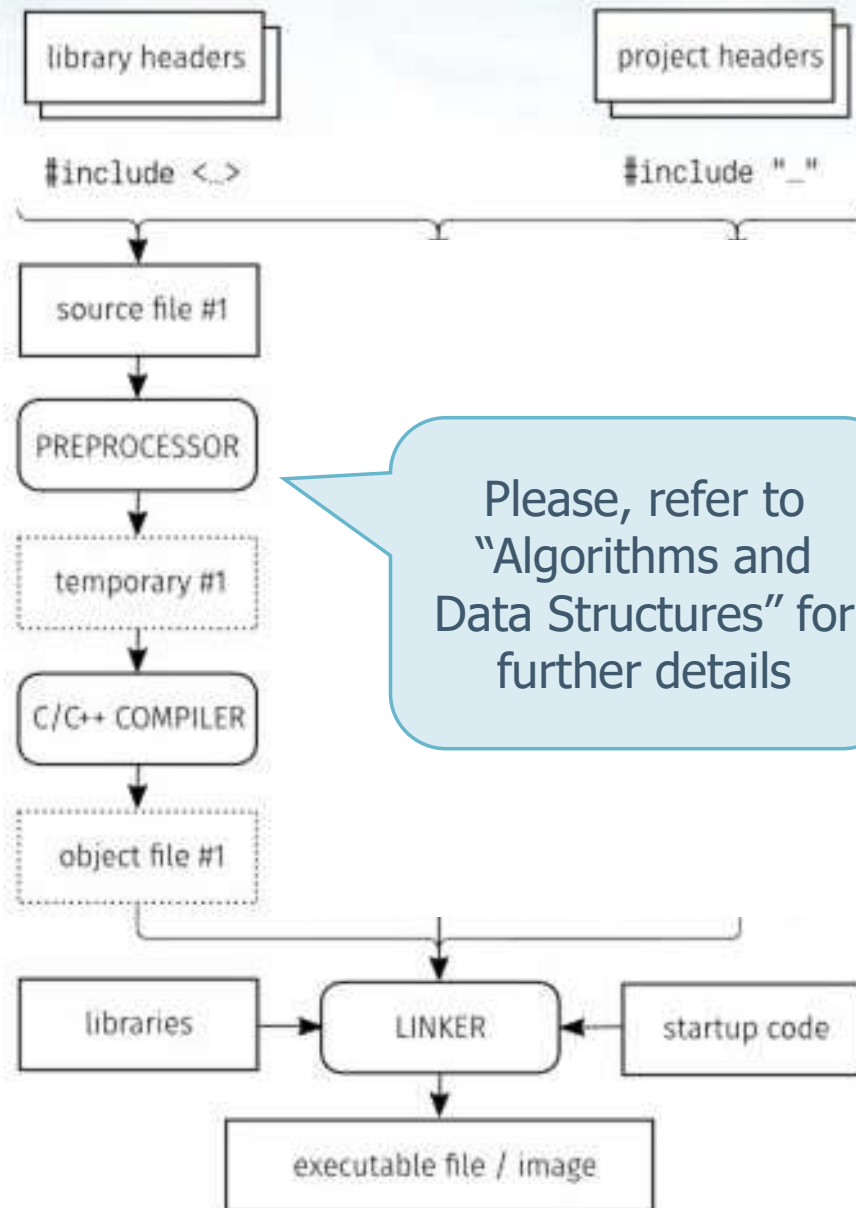 library headers
project headers
#include <_>
#include "_"
source file #1
PREPROCESSOR
Please, refer to
“Algorithms and
Data Structures” for
further details
temporary #1
C/C++ COMPILER
object file #1
libraries
LINKER
startup code
executable file / image